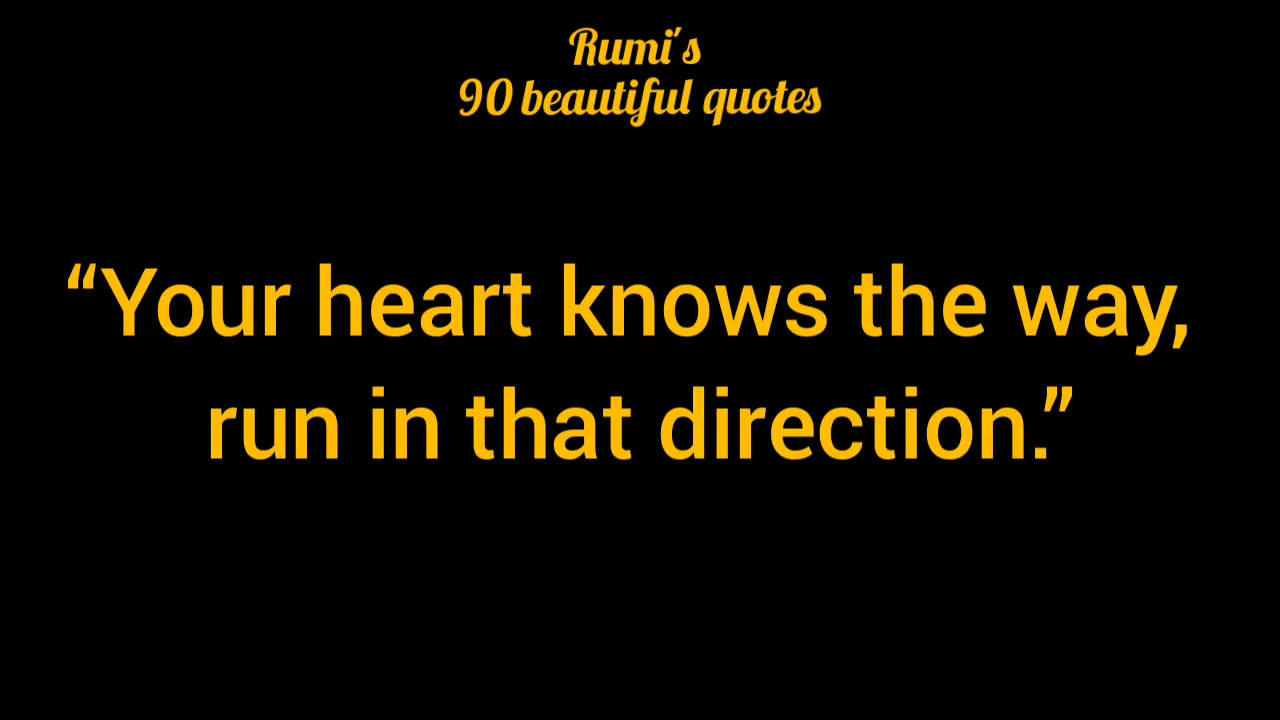 Rumi's
90 beautiful quotes
“Your heart knows the way,
run in that direction.”